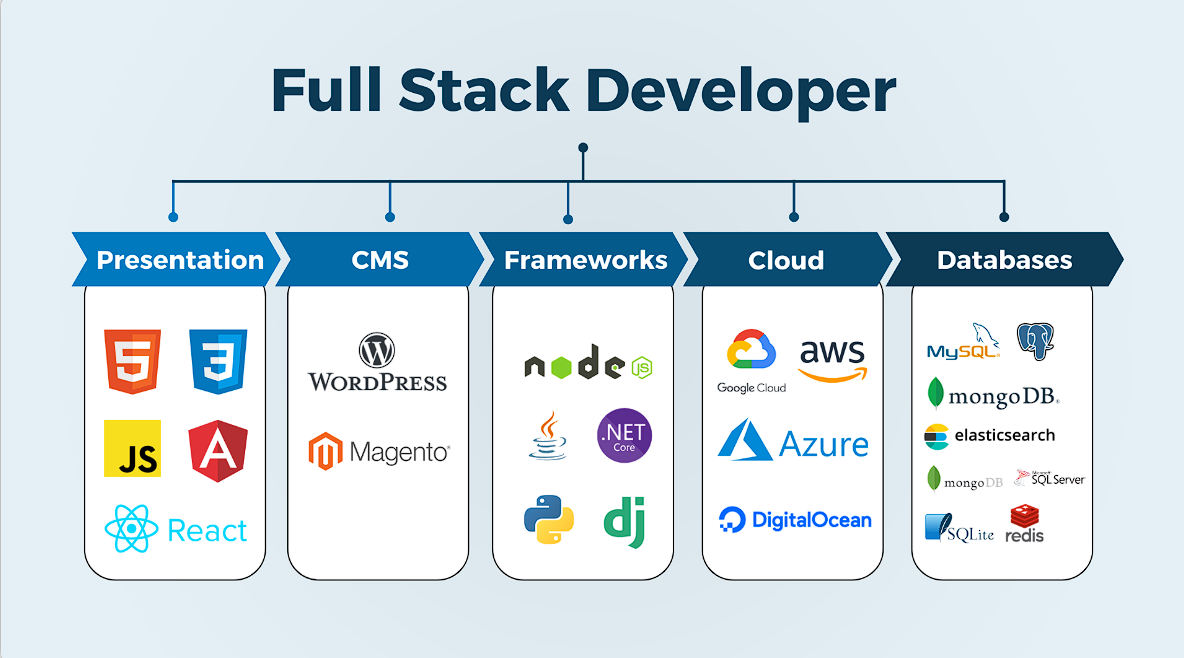 Full Stack Developer
Presentation
CMS
Frameworks
Cloud
Databases
5
3
JS
A
React
WORDPRESS
Magento®
node
JS
.NET
Core
dj
Google Cloud
aws
Azure
DigitalOcean
MySQL®
mongoDB®
elasticsearch
mongoDB
Microsoft
SQL Server
SQLite
redis